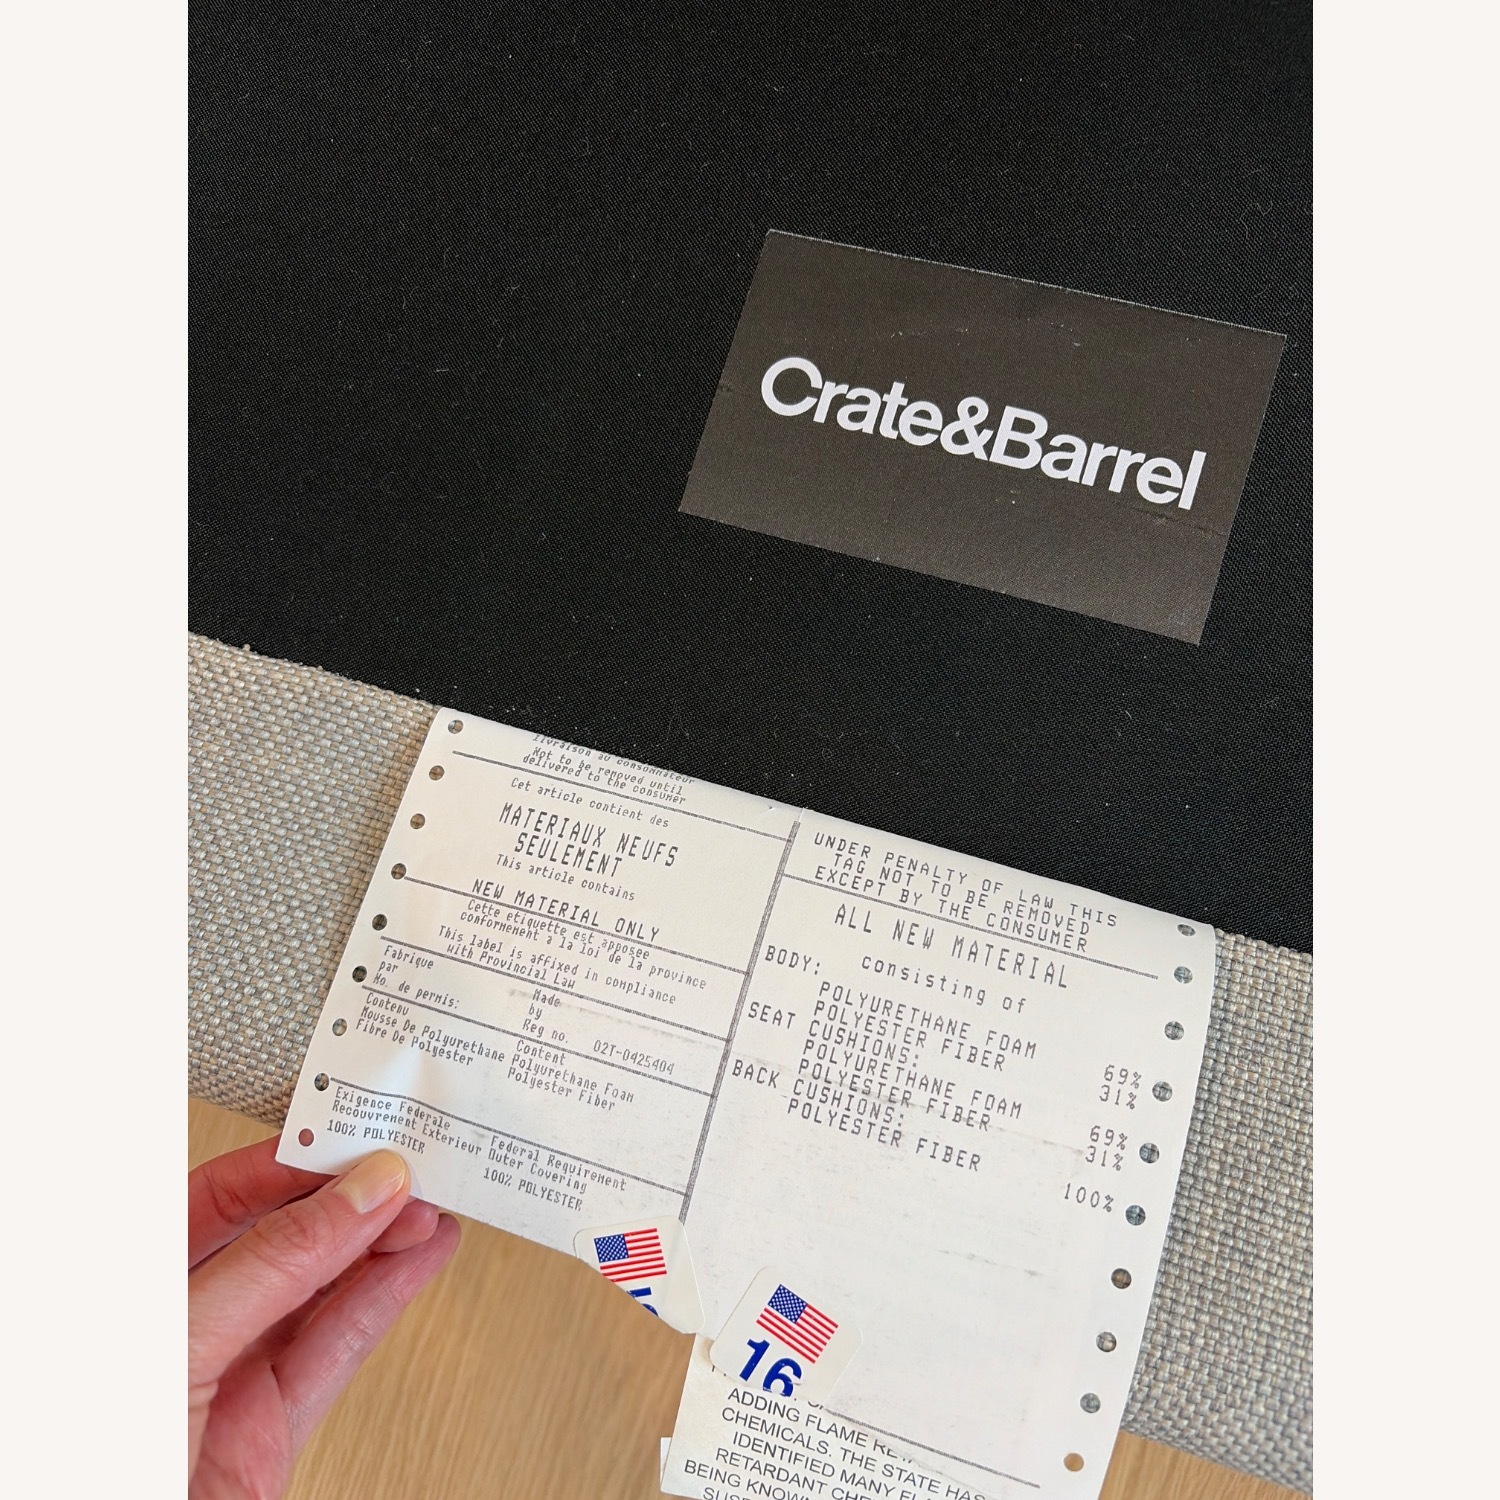 Crate&Barrel
livraison au consommateur
Not to be removed until
delivered to the consumer
Cet article contient des
MATERIAUX NEUFS
SEULEMENT
This article contains
NEW MATERIAL ONLY
Cette etiquette est apposee
conformement a la loi de la province
This label is affixed in compliance
with Provincial Law
Fabrique
par
No. de permis:
Made
by
Reg no. 02T-0425404
Contenu
Mousse De Polyurethane
Fibre De Polyester
Content
Polyurethane Foam
Polyester Fiber
Exigence Federale
Recouvrement Exterieur
100% POLYESTER
Federal Requirement
Outer Covering
100% POLYESTER
UNDER PENALTY OF LAW THIS
TAG NOT TO BE REMOVED
EXCEPT BY THE CONSUMER
ALL NEW MATERIAL
consisting of
BODY:
POLYURETHANE FOAM 69%
POLYESTER FIBER 31%
SEAT CUSHIONS:
POLYURETHANE FOAM 69%
POLYESTER FIBER 31%
BACK CUSHIONS:
POLYESTER FIBER 100%
16
ADDING FLAME
CHEMICALS. THE STATE HAS
IDENTIFIED MANY
RETARDANT
BEING